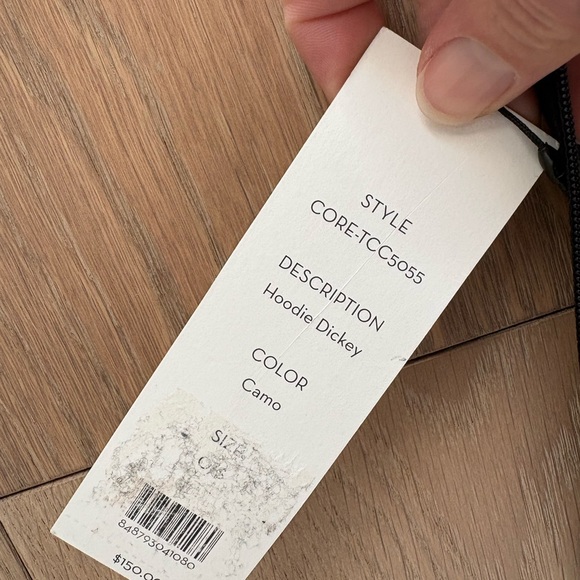 STYLE
CORE-TCC5055
DESCRIPTION
Hoodie Dickey
COLOR
Camo
SIZE
848793041080